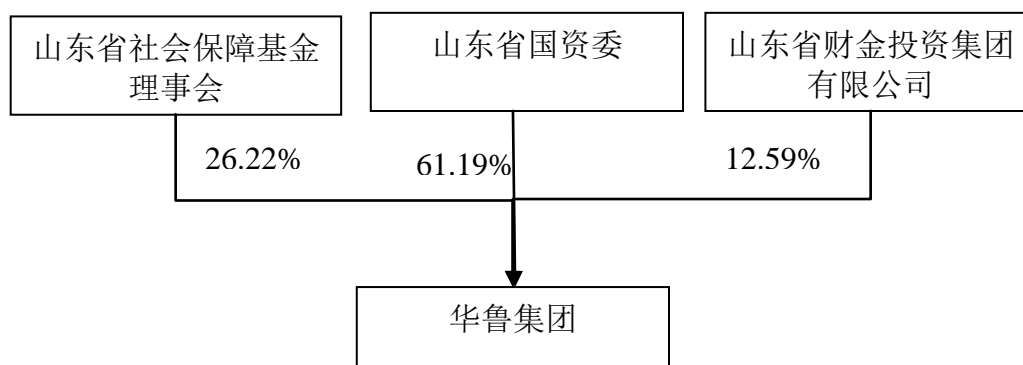 山东省社会保障基金
理事会
山东省国资委
山东省财金投资集团
有限公司
26.22%
61.19%
12.59%
华鲁集团